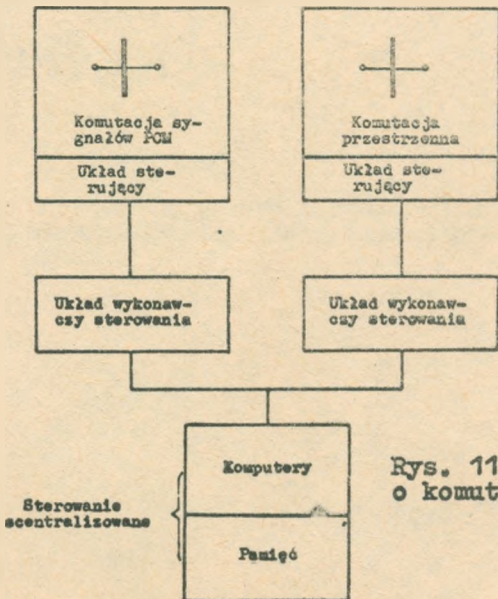 Komutacja sy-
gnałów PCM
Układ ste-
rujący
Komutacja
przestrzenna
Układ ste-
rujący
Układ wykonaw-
czy sterowania
Układ wykonaw-
czy sterowania
Komputery
Pamięć
Sterowanie
scentralizowane
Rys. 11
o komut